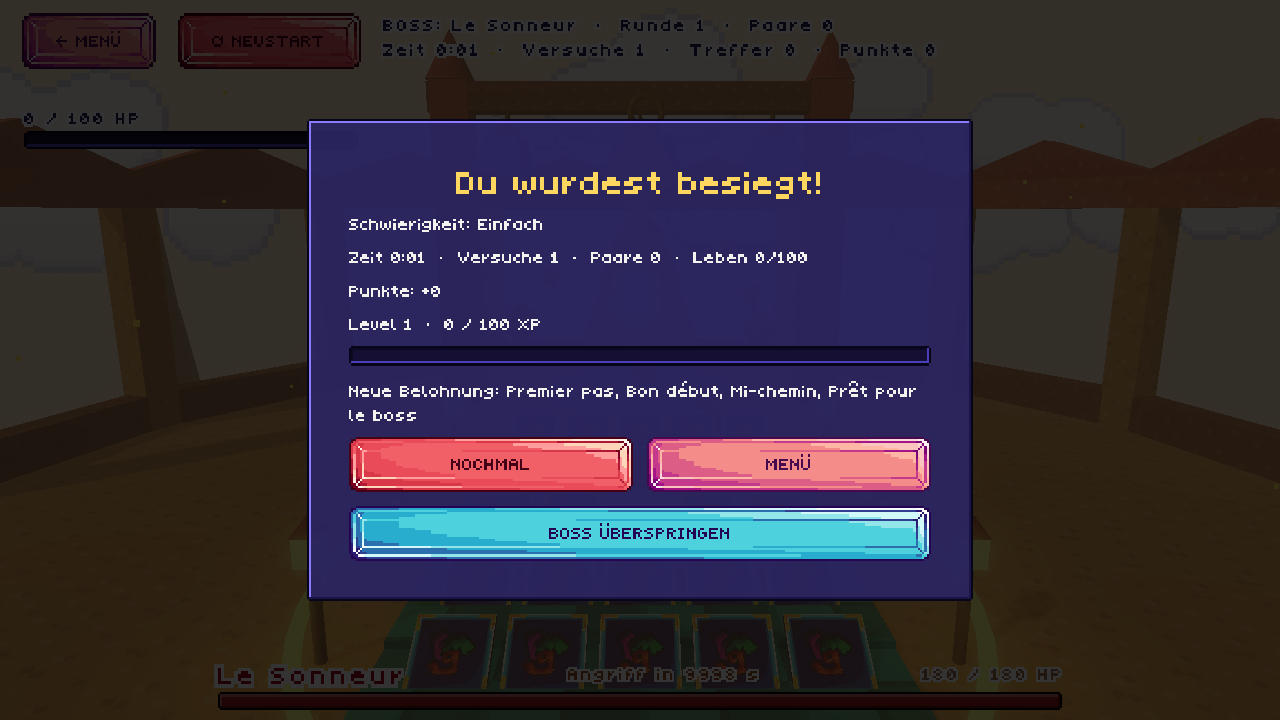 ← MENÜ
↻ NEUSTART
BOSS: Le Sonneur · Runde 1 · Paare 0
Zeit 0:01 · Versuche 1 · Treffer 0 · Punkte 0
0 / 100 HP
Du wurdest besiegt!
Schwierigkeit: Einfach
Zeit 0:01 · Versuche 1 · Paare 0 · Leben 0/100
Punkte: +0
Level 1 · 0 / 100 XP
Neue Belohnung: Premier pas, Bon début, Mi-chemin, Prêt pour
le boss
NOCHMAL
MENÜ
BOSS ÜBERSPRINGEN
Le Sonneur
Angriff in 9998 s
180 / 180 HP